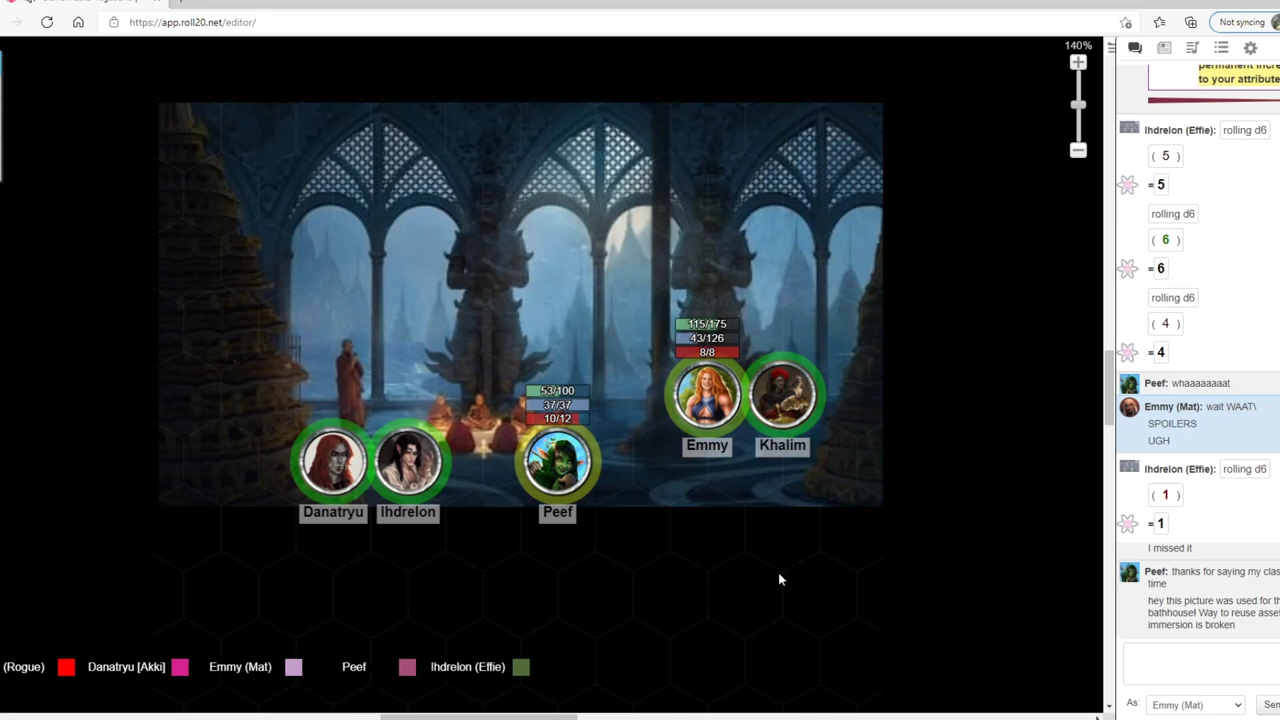 https://app.roll20.net/editor/
Not syncing
140%
to your attribute
Ihdrelon (Effie): rolling d6
( 5 )
= 5
rolling d6
( 6 )
= 6
rolling d6
( 4 )
= 4
Peef: whaaaaaaaat
Emmy (Mat): wait WAAT\
SPOILERS
UGH
Ihdrelon (Effie): rolling d6
( 1 )
= 1
I missed it
Peef: thanks for saying my clas
time
hey this picture was used for th
bathhouse! Way to reuse asse
immersion is broken
As: Emmy (Mat)
115/175
43/126
8/8
53/100
37/37
10/12
Emmy
Khalim
Danatryu
Ihdrelon
Peef
(Rogue)
Danatryu [Akki]
Emmy (Mat)
Peef
Ihdrelon (Effie)